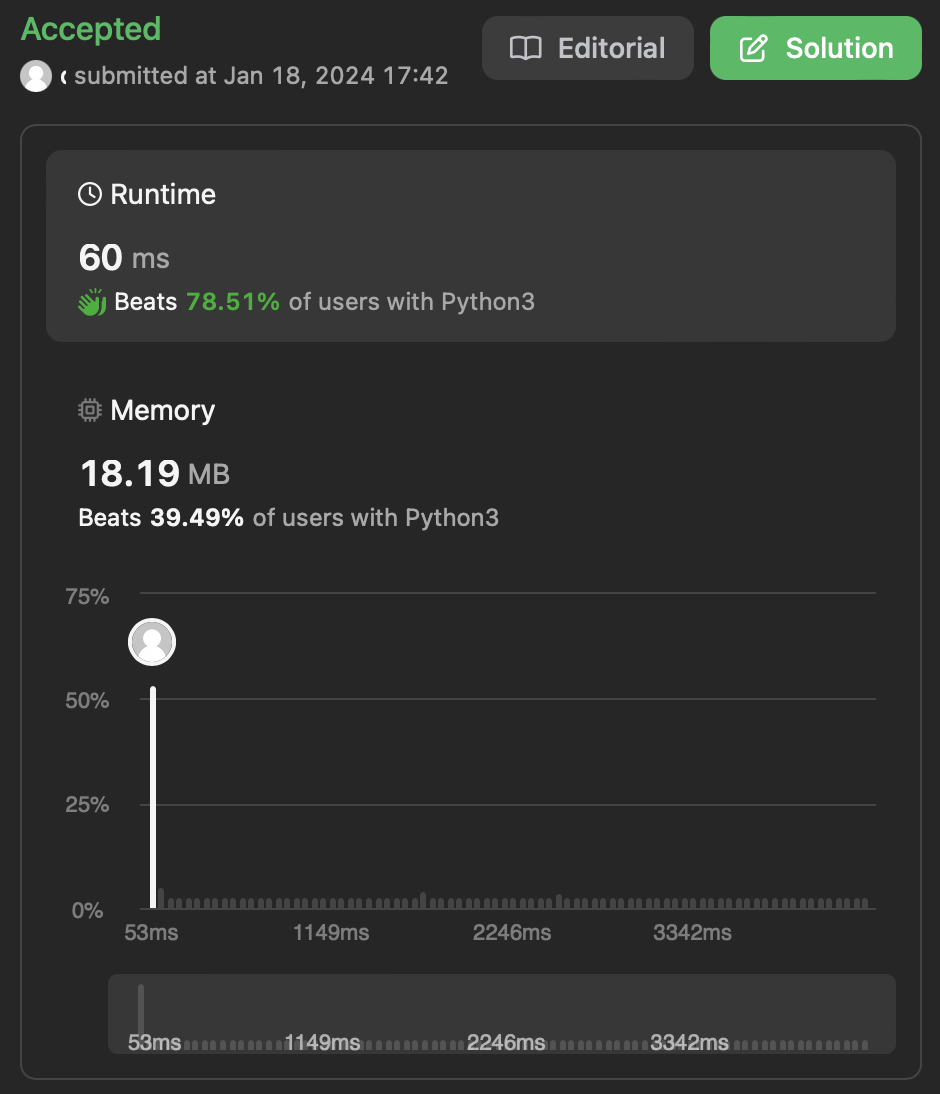 Accepted
Editorial
Solution
submitted at Jan 18, 2024 17:42
Runtime
60 ms
Beats 78.51% of users with Python3
Memory
18.19 MB
Beats 39.49% of users with Python3
75%
50%
25%
0%
53ms 1149ms 2246ms 3342ms
53ms 1149ms 2246ms 3342ms